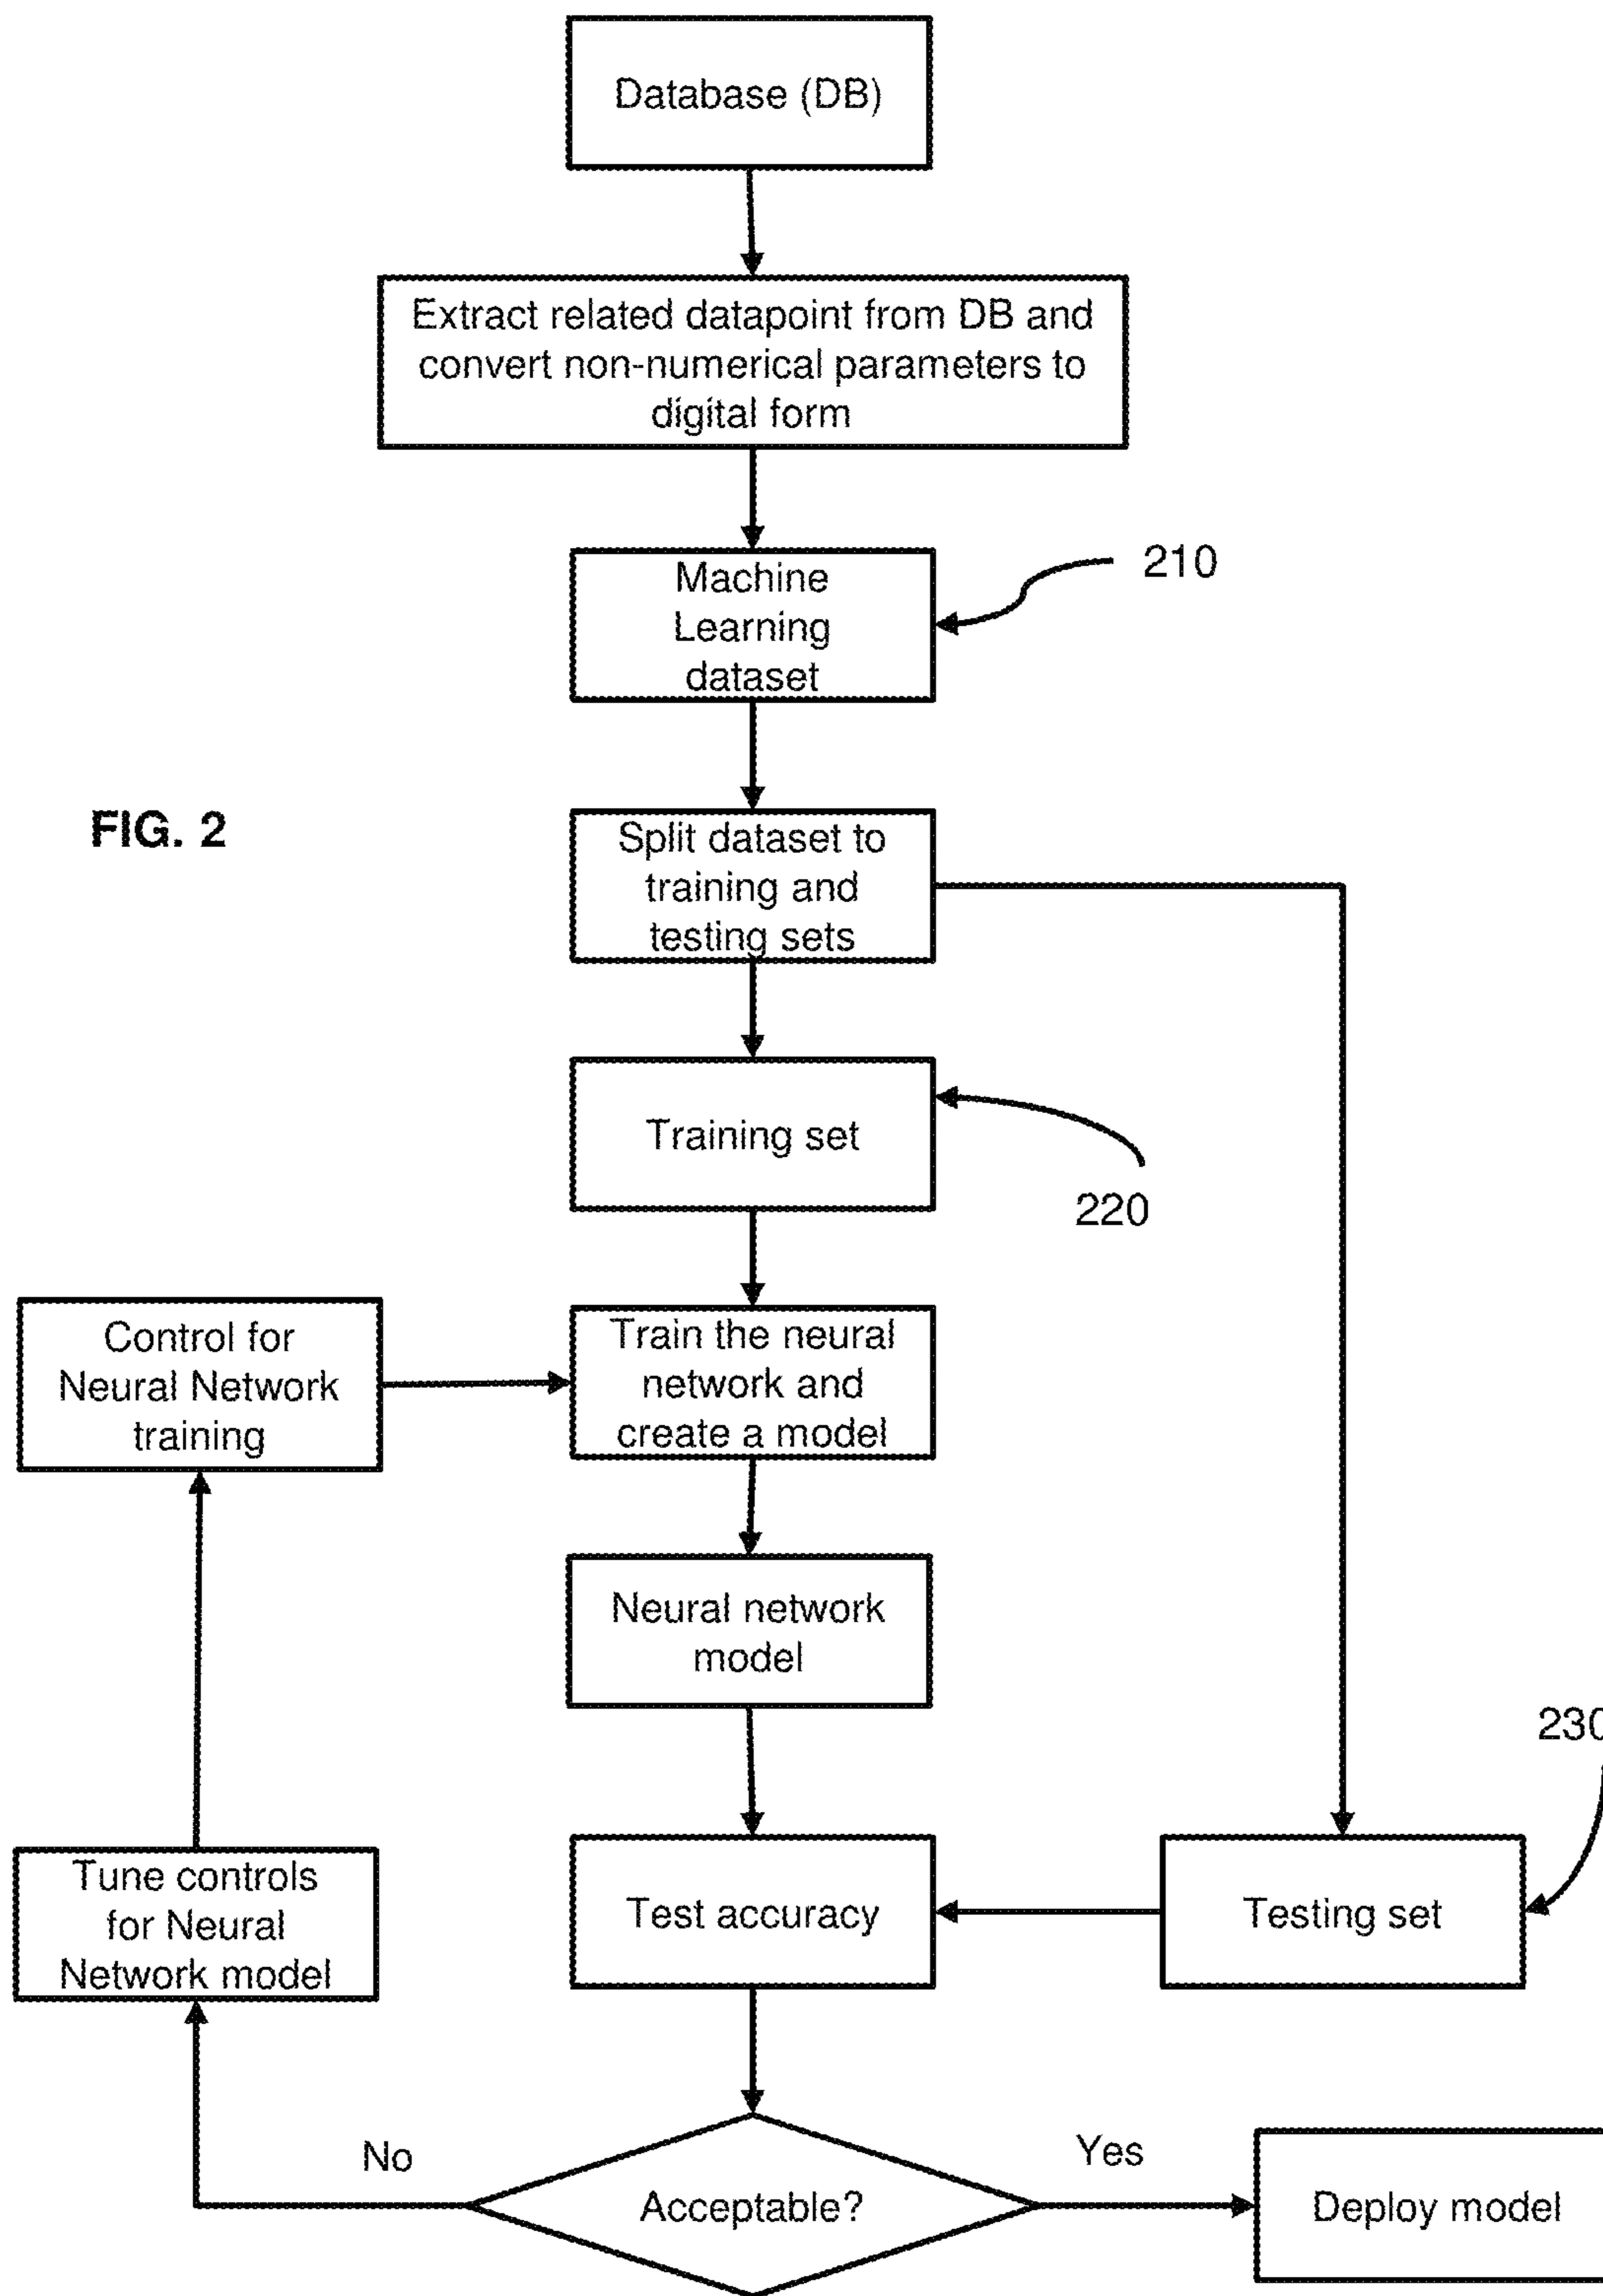 Database (DB)
Extract related datapoint from DB and
convert non-numerical parameters to
digital form
Machine
Learning
dataset
210
FIG. 2
Split dataset to
training and
testing sets
Training set
220
Control for
Neural Network
training
Train the neural
network and
create a model
Neural network
model
230
Tune controls
for Neural
Network model
Test accuracy
Testing set
No
Yes
Acceptable?
Deploy model